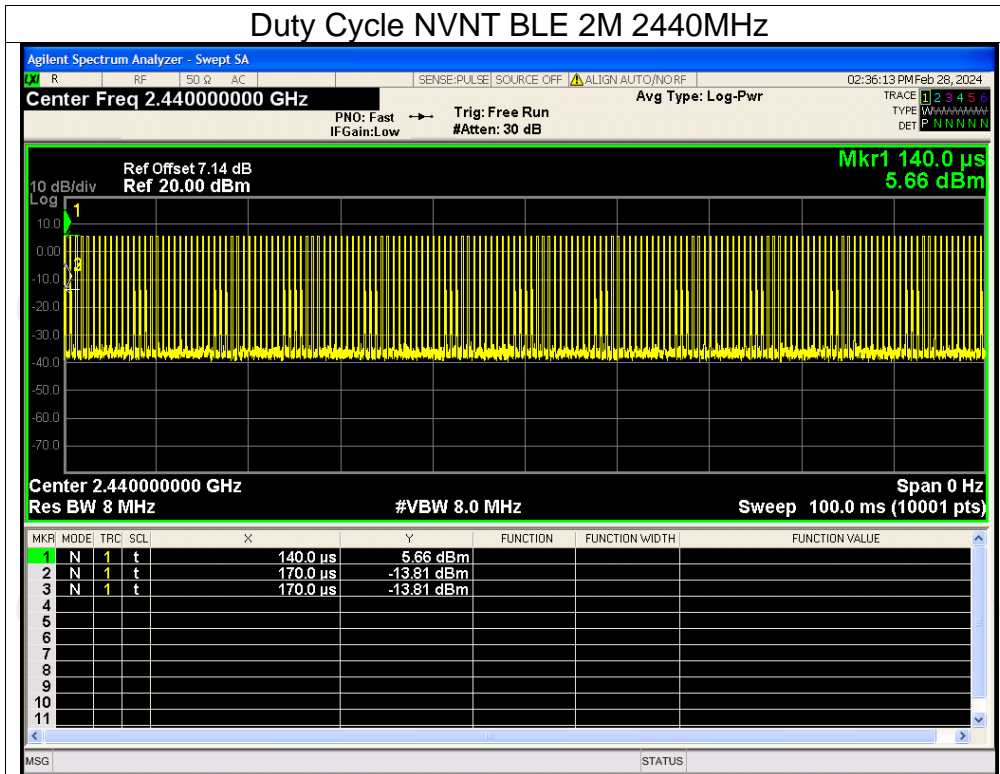 Duty Cycle NVNT BLE 2M 2440MHz
Agilent Spectrum Analyzer - Swept SA
LXI R RF 50 Ω AC SENSE:PULSE SOURCE OFF ALIGN AUTO/NO RF 02:36:13 PM Feb 28, 2024
Center Freq 2.440000000 GHz Avg Type: Log-Pwr TRACE 1 2 3 4 5 6
PNO: Fast Trig: Free Run TYPE WWWWWW
IFGain:Low #Atten: 30 dB DET P N N N N N
Mkr1 140.0 µs
Ref Offset 7.14 dB
10 dB/div Ref 20.00 dBm 5.66 dBm
Log
1
10.0
0.00
2
-10.0
-20.0
-30.0
-40.0
-50.0
-60.0
-70.0
Center 2.440000000 GHz Span 0 Hz
Res BW 8 MHz #VBW 8.0 MHz Sweep 100.0 ms (10001 pts)
MKR MODE TRC SCL X Y FUNCTION FUNCTION WIDTH FUNCTION VALUE
1 N 1 t 140.0 µs 5.66 dBm
2 N 1 t 170.0 µs -13.81 dBm
3 N 1 t 170.0 µs -13.81 dBm
4
5
6
7
8
9
10
11
MSG STATUS